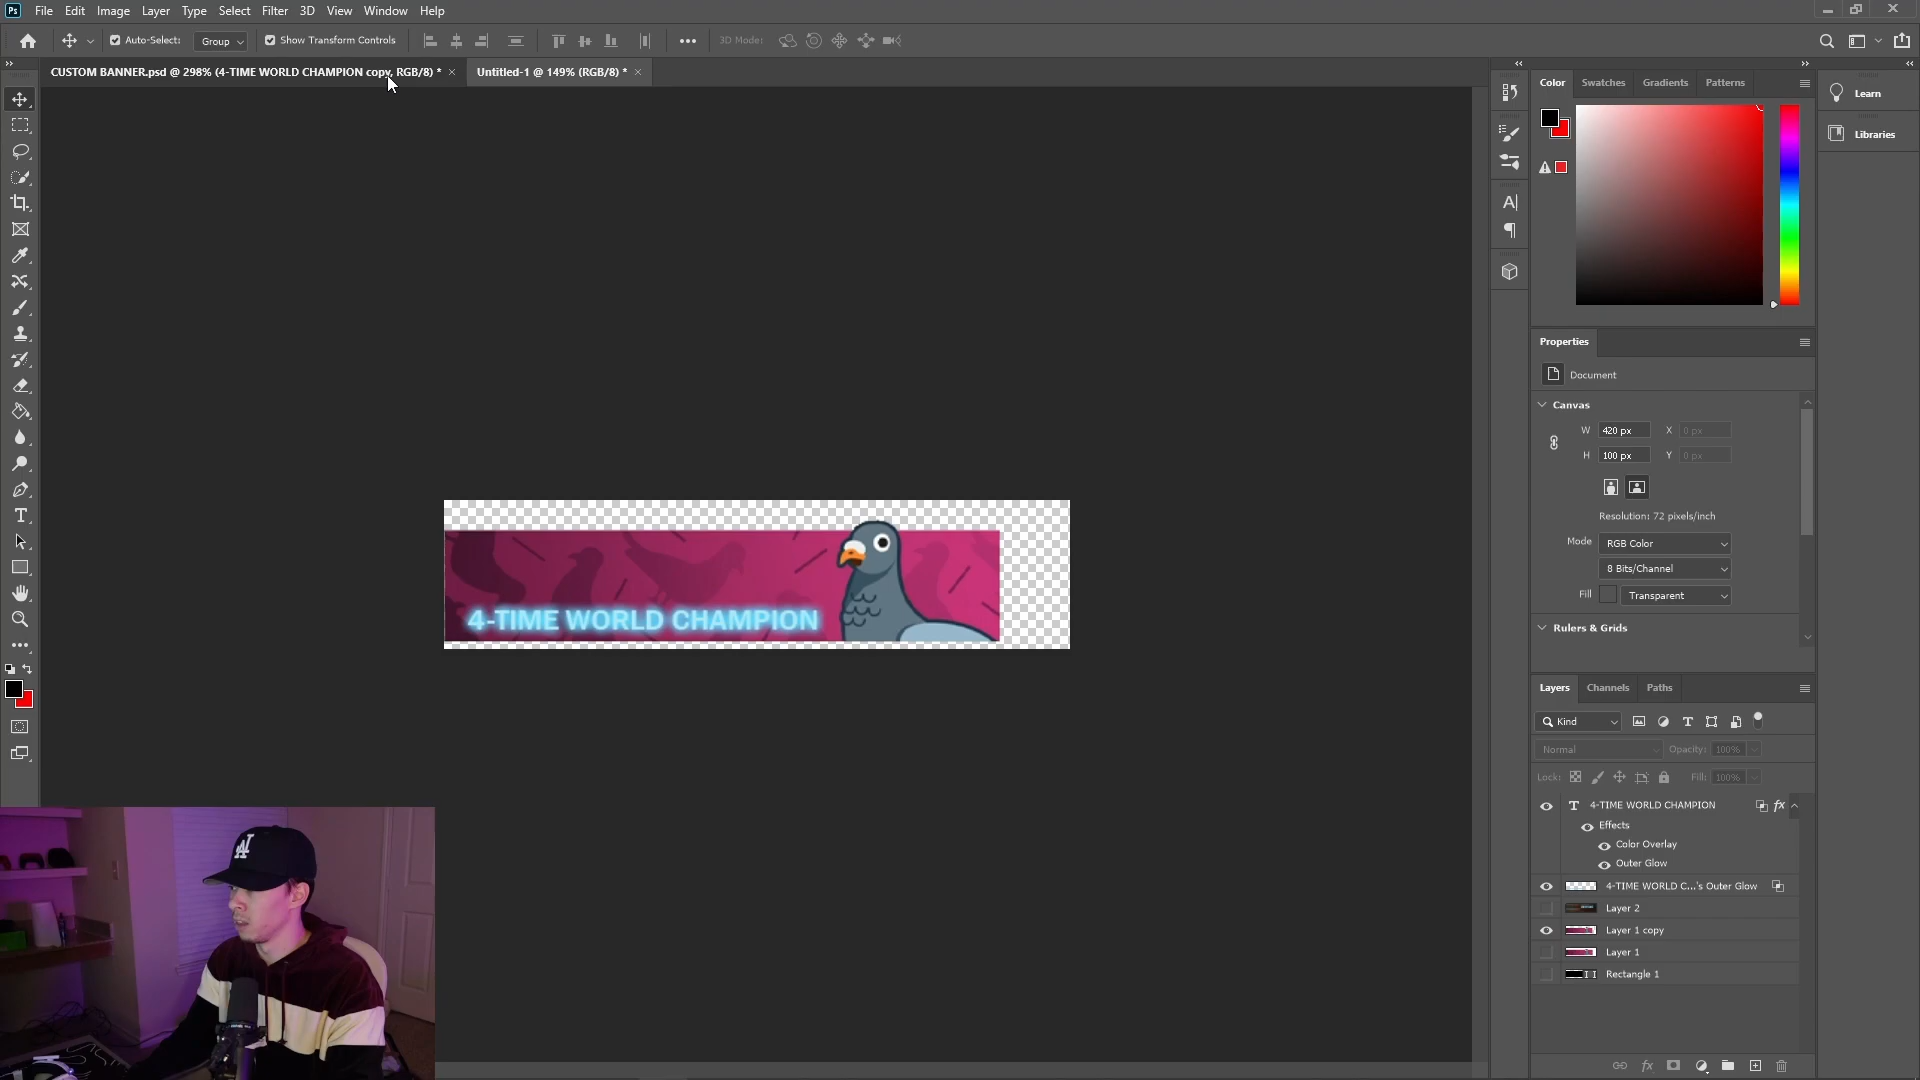 Ps File Edit Image Layer Type Select Filter 3D View Window Help
Auto-Select: Group Show Transform Controls 3D Mode:
CUSTOM BANNER.psd @ 298% (4-TIME WORLD CHAMPION copy, RGB/8) * Untitled-1 @ 149% (RGB/8) *
Color Swatches Gradients Patterns
Learn
Libraries
Properties
Document
Canvas
W 420 px X 0 px
H 100 px Y 0 px
Resolution: 72 pixels/inch
Mode RGB Color
8 Bits/Channel
Fill Transparent
Rulers & Grids
4-TIME WORLD CHAMPION
Layers Channels Paths
Kind
Normal Opacity: 100%
Lock: Fill: 100%
4-TIME WORLD CHAMPION fx
Effects
Color Overlay
Outer Glow
4-TIME WORLD C...'s Outer Glow
Layer 2
Layer 1 copy
Layer 1
Rectangle 1
fx